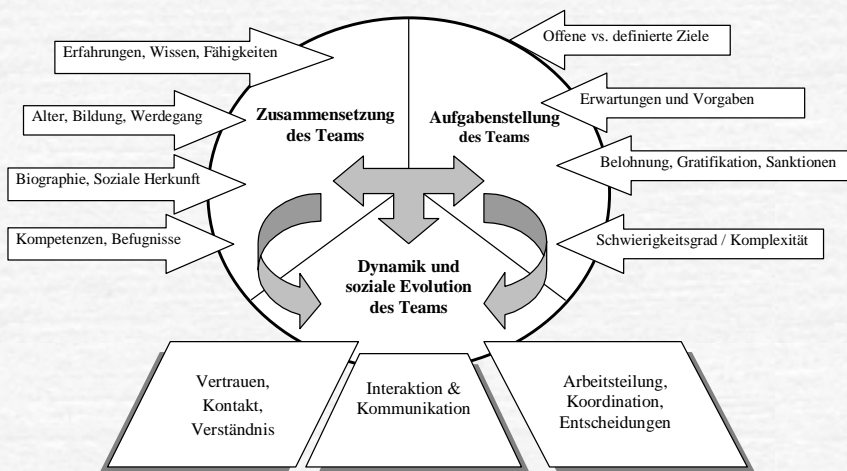 Erfahrungen, Wissen, Fähigkeiten
Alter, Bildung, Werdegang
Biographie, Soziale Herkunft
Kompetenzen, Befugnisse
Zusammensetzung
des Teams
Aufgabenstellung
des Teams
Offene vs. definierte Ziele
Erwartungen und Vorgaben
Belohnung, Gratifikation, Sanktionen
Schwierigkeitsgrad / Komplexität
Dynamik und
soziale Evolution
des Teams
Vertrauen,
Kontakt,
Verständnis
Interaktion &
Kommunikation
Arbeitsteilung,
Koordination,
Entscheidungen